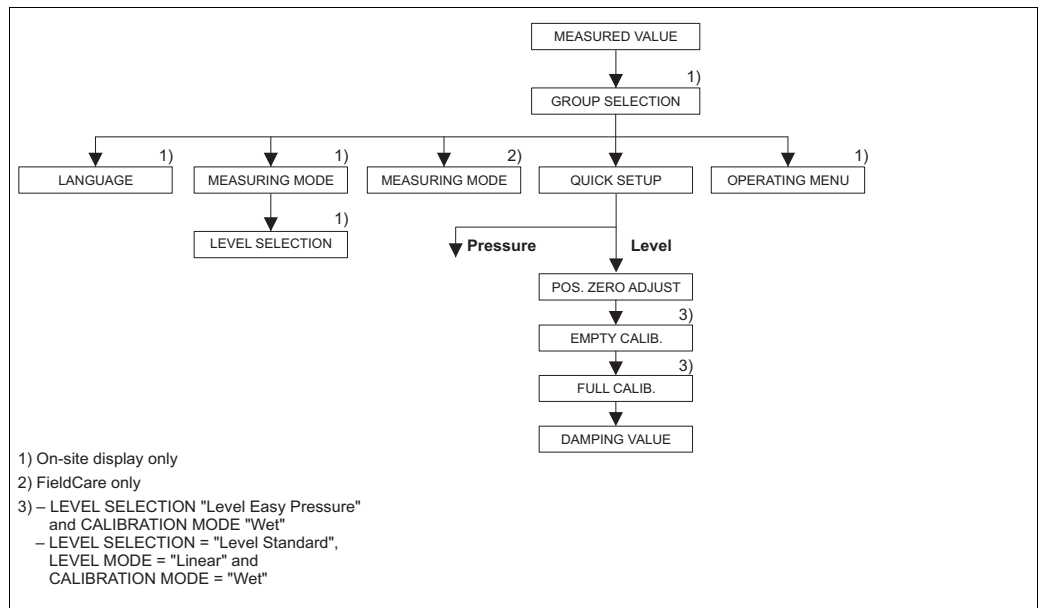 MEASURED VALUE
1)
GROUP SELECTION
1)
1)
2)
1)
LANGUAGE
MEASURING MODE
MEASURING MODE
QUICK SETUP
OPERATING MENU
1)
LEVEL SELECTION
Pressure
Level
POS. ZERO ADJUST
3)
EMPTY CALIB.
3)
FULL CALIB.
DAMPING VALUE
1) On-site display only
2) FieldCare only
3) – LEVEL SELECTION "Level Easy Pressure"
and CALIBRATION MODE "Wet"
– LEVEL SELECTION = "Level Standard",
LEVEL MODE = "Linear" and
CALIBRATION MODE = "Wet"